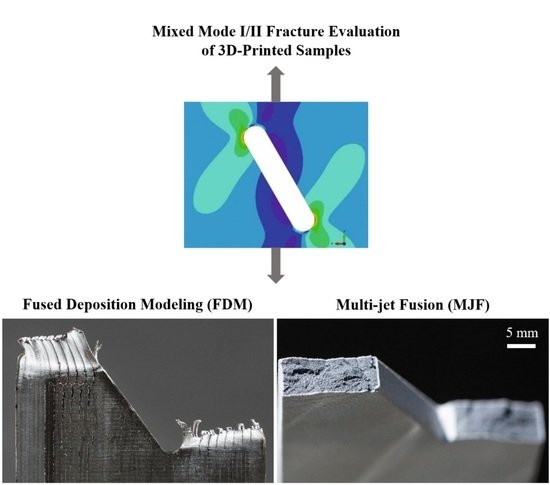 Mixed Mode I/II Fracture Evaluation
of 3D-Printed Samples
Fused Deposition Modeling (FDM)
Multi-jet Fusion (MJF)
5 mm